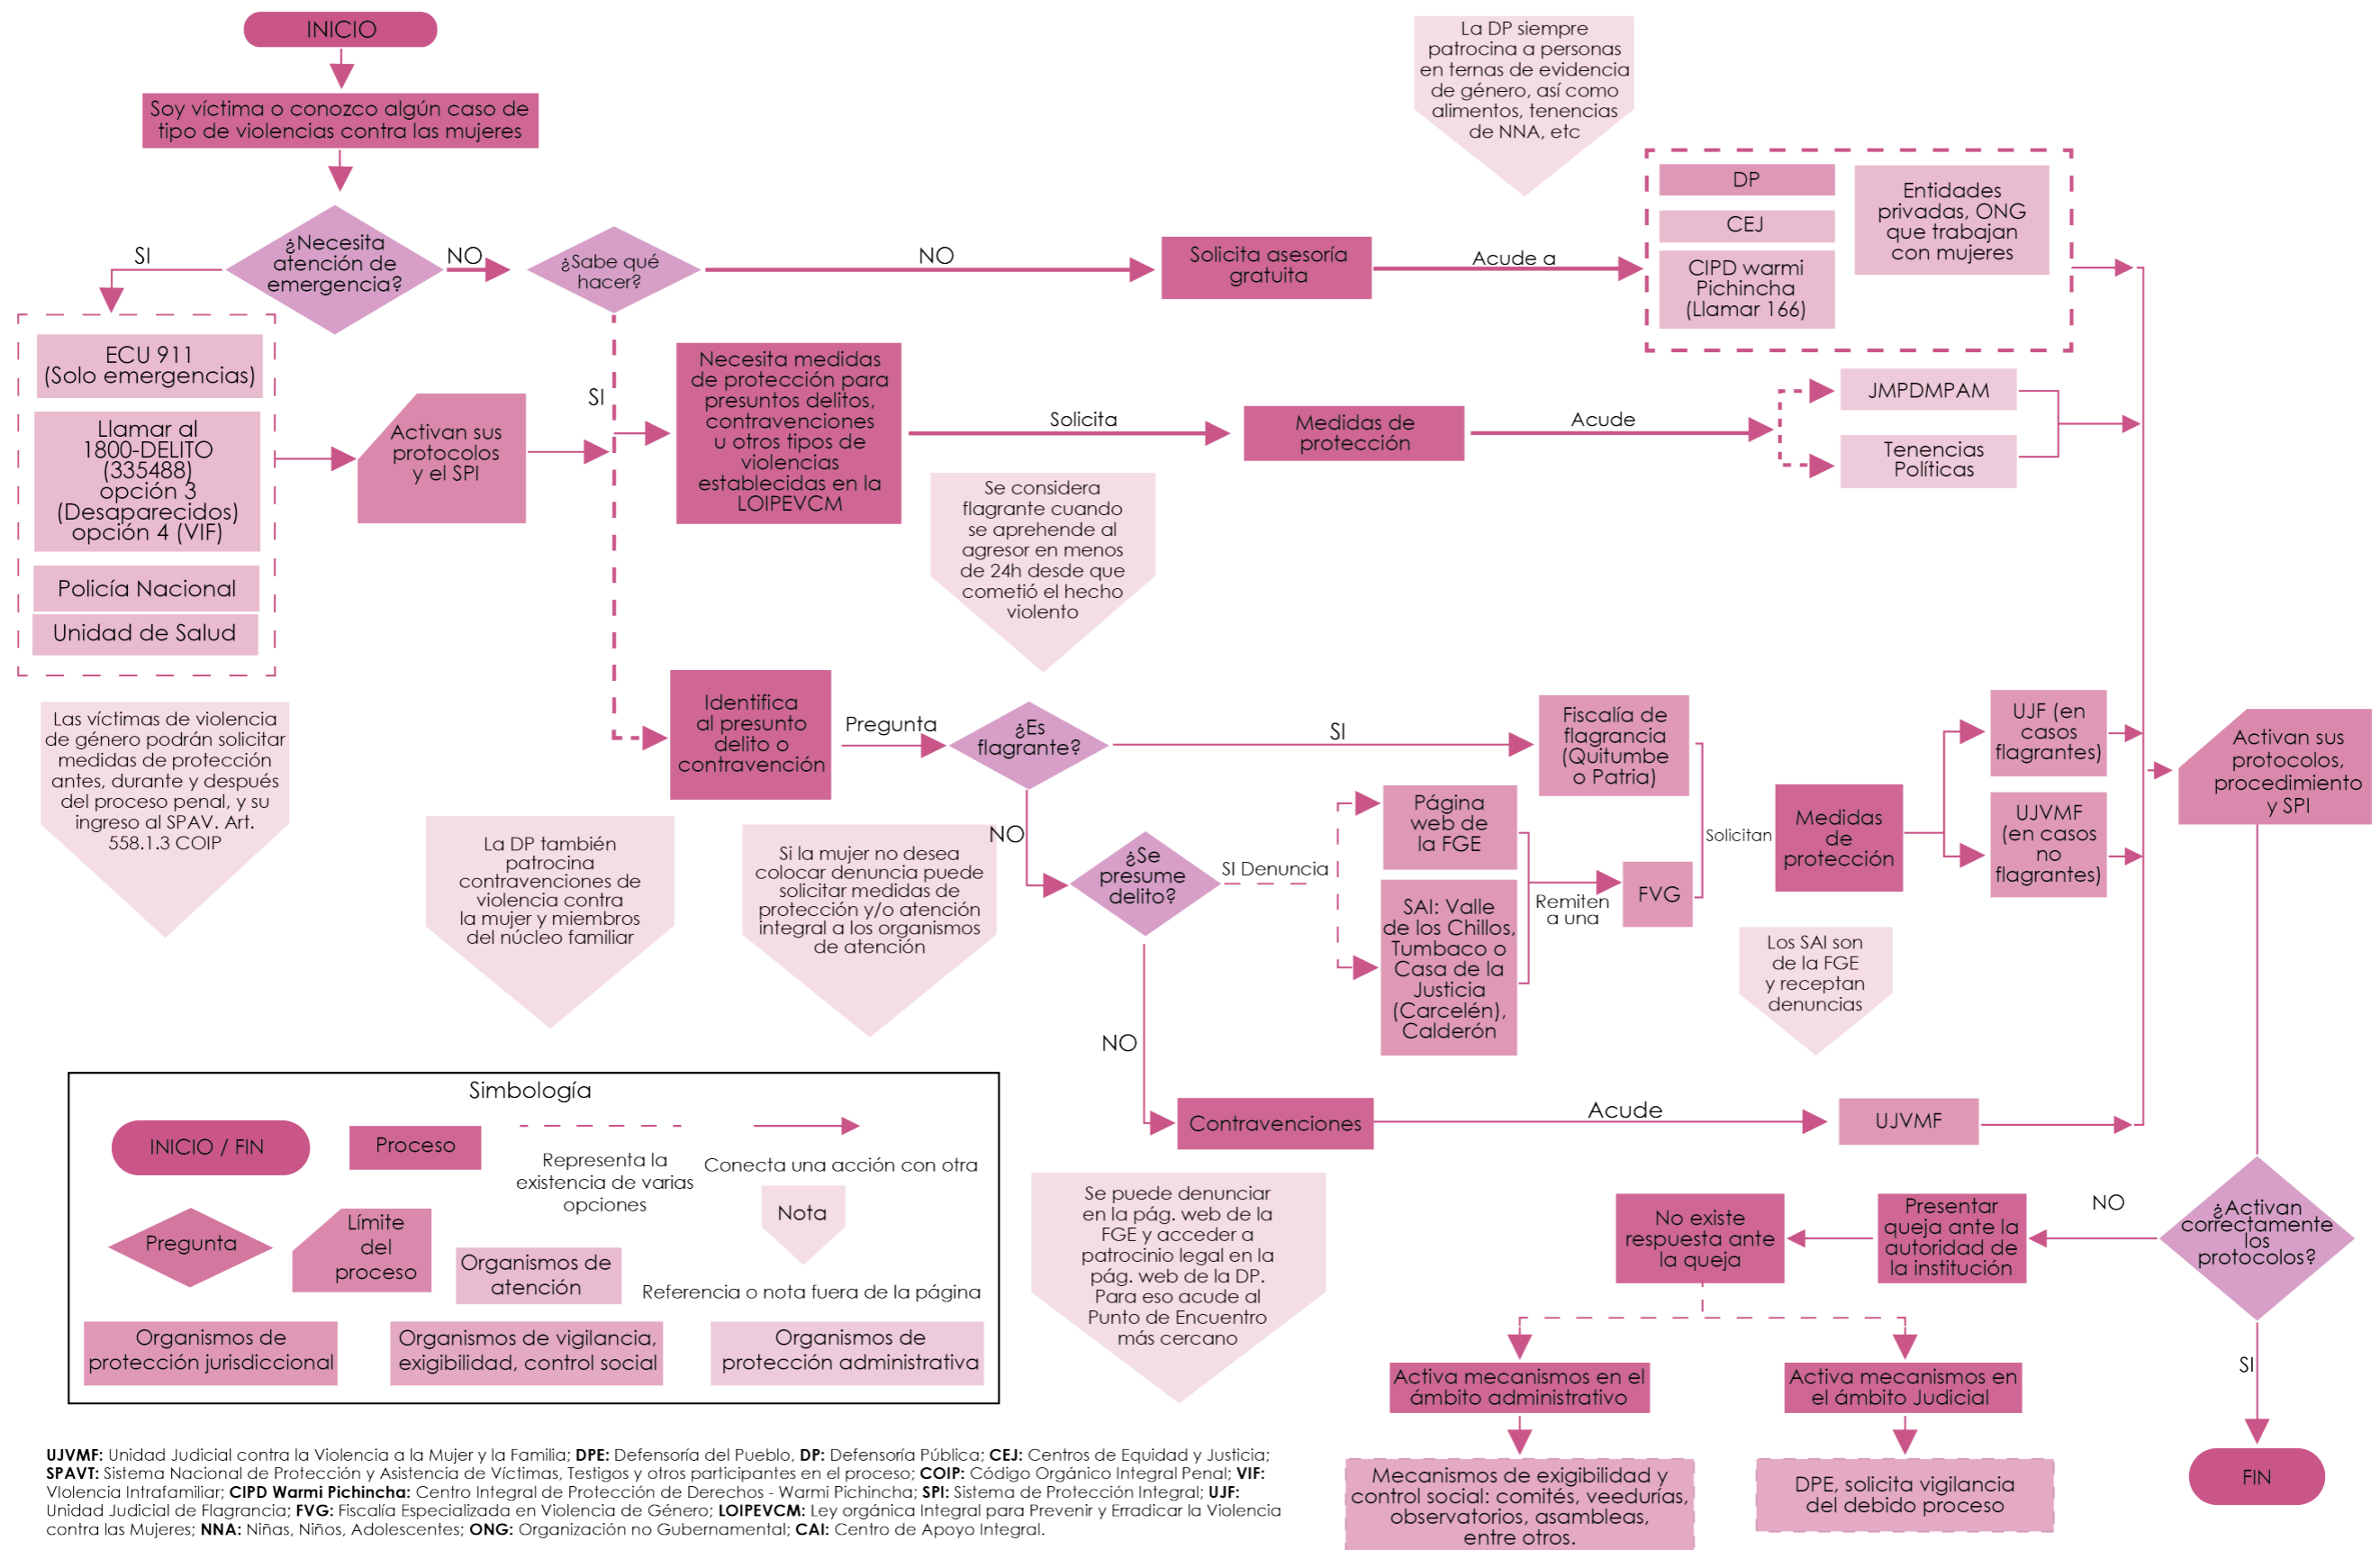 INICIO
Soy víctima o conozco algún caso de
tipo de violencias contra las mujeres
¿Necesita
atención de
emergencia?
SI
NO
¿Sabe qué
hacer?
NO
Solicita asesoría
gratuita
Acude a
La DP siempre
patrocina a personas
en ternas de evidencia
de género, así como
alimentos, tenencias
de NNA, etc
DP
CEJ
CIPD warmi
Pichincha
(Llamar 166)
Entidades
privadas, ONG
que trabajan
con mujeres
ECU 911
(Solo emergencias)
Llamar al
1800-DELITO
(335488)
opción 3
(Desaparecidos)
opción 4 (VIF)
Policía Nacional
Unidad de Salud
Activan sus
protocolos
y el SPI
SI
Necesita medidas
de protección para
presuntos delitos,
contravenciones
u otros tipos de
violencias
establecidas en la
LOIPEVCM
Solicita
Medidas de
protección
Acude
JMPDMPAM
Tenencias
Políticas
Se considera
flagrante cuando
se aprehende al
agresor en menos
de 24h desde que
cometió el hecho
violento
Las víctimas de violencia
de género podrán solicitar
medidas de protección
antes, durante y después
del proceso penal, y su
ingreso al SPAV. Art.
558.1.3 COIP
Identifica
al presunto
delito o
contravención
Pregunta
¿Es
flagrante?
SI
Fiscalía de
flagrancia
(Quitumbe
o Patria)
NO
La DP también
patrocina
contravenciones de
violencia contra
la mujer y miembros
del núcleo familiar
Si la mujer no desea
colocar denuncia puede
solicitar medidas de
protección y/o atención
integral a los organismos
de atención
¿Se
presume
delito?
SI Denuncia
Página
web de
la FGE
SAI: Valle
de los Chillos,
Tumbaco o
Casa de la
Justicia
(Carcelén),
Calderón
Remiten
a una
FVG
Solicitan
Medidas
de
protección
UJF (en
casos
flagrantes)
UJVMF
(en casos
no
flagrantes)
Activan sus
protocolos,
procedimiento
y SPI
Los SAI son
de la FGE
y receptan
denuncias
NO
Contravenciones
Acude
UJVMF
Se puede denunciar
en la pág. web de la
FGE y acceder a
patrocinio legal en la
pág. web de la DP.
Para eso acude al
Punto de Encuentro
más cercano
¿Activan
correctamente
los
protocolos?
NO
Presentar
queja ante la
autoridad de
la institución
No existe
respuesta ante
la queja
Activa mecanismos en el
ámbito administrativo
Activa mecanismos en
el ámbito Judicial
Mecanismos de exigibilidad y
control social: comités, veedurías,
observatorios, asambleas,
entre otros.
DPE, solicita vigilancia
del debido proceso
SI
FIN
Simbología
INICIO / FIN
Proceso
Representa la
existencia de varias
opciones
Conecta una acción con otra
Pregunta
Límite
del
proceso
Organismos de
atención
Nota
Referencia o nota fuera de la página
Organismos de
protección jurisdiccional
Organismos de vigilancia,
exigibilidad, control social
Organismos de
protección administrativa
UJVMF: Unidad Judicial contra la Violencia a la Mujer y la Familia; DPE: Defensoría del Pueblo, DP: Defensoría Pública; CEJ: Centros de Equidad y Justicia;
SPAVT: Sistema Nacional de Protección y Asistencia de Víctimas, Testigos y otros participantes en el proceso; COIP: Código Orgánico Integral Penal; VIF:
VIolencia Intrafamiliar; CIPD Warmi Pichincha: Centro Integral de Protección de Derechos - Warmi Pichincha; SPI: Sistema de Protección Integral; UJF:
Unidad Judicial de Flagrancia; FVG: Fiscalía Especializada en Violencia de Género; LOIPEVCM: Ley orgánica Integral para Prevenir y Erradicar la Violencia
contra las Mujeres; NNA: Niñas, Niños, Adolescentes; ONG: Organización no Gubernamental; CAI: Centro de Apoyo Integral.